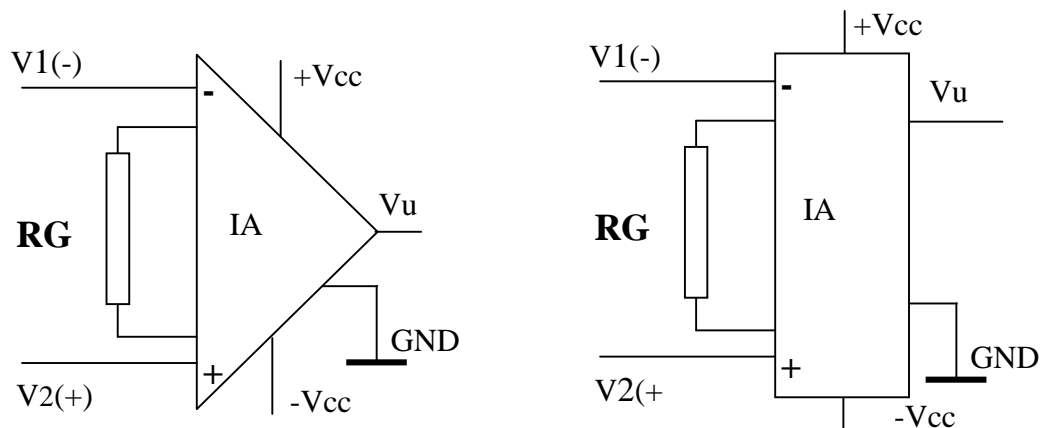 V1(-)
+Vcc
-
RG
IA
Vu
GND
+
V2(+)
-Vcc
+Vcc
V1(-)
-
Vu
RG
IA
GND
+
V2(+
-Vcc